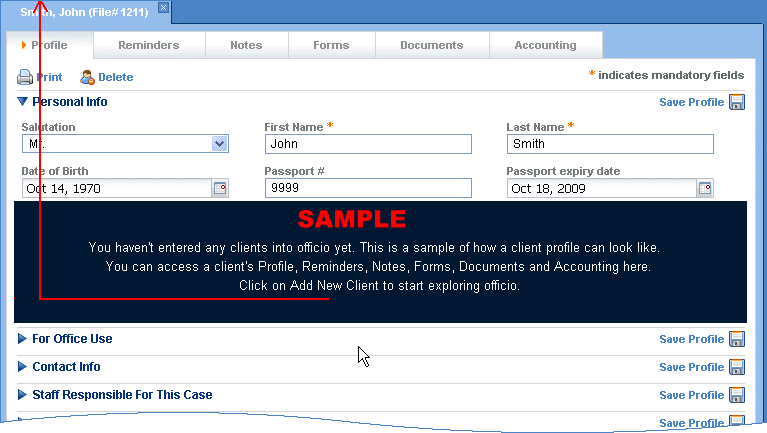 Smith, John (File# 1211)
Profile Reminders Notes Forms Documents Accounting
Print Delete * indicates mandatory fields
Personal Info Save Profile
Salutation First Name * Last Name *
Mr. John Smith
Date of Birth Passport # Passport expiry date
Oct 14, 1970 9999 Oct 18, 2009
SAMPLE
You haven't entered any clients into officio yet. This is a sample of how a client profile can look like.
You can access a client's Profile, Reminders, Notes, Forms, Documents and Accounting here.
Click on Add New Client to start exploring officio.
For Office Use Save Profile
Contact Info Save Profile
Staff Responsible For This Case Save Profile
Save Profile